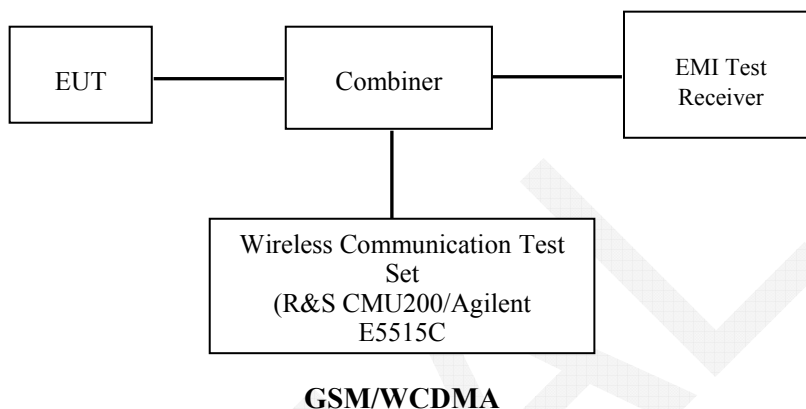 EUT
Combiner
EMI Test
Receiver
Wireless Communication Test
Set
(R&S CMU200/Agilent
E5515C
GSM/WCDMA